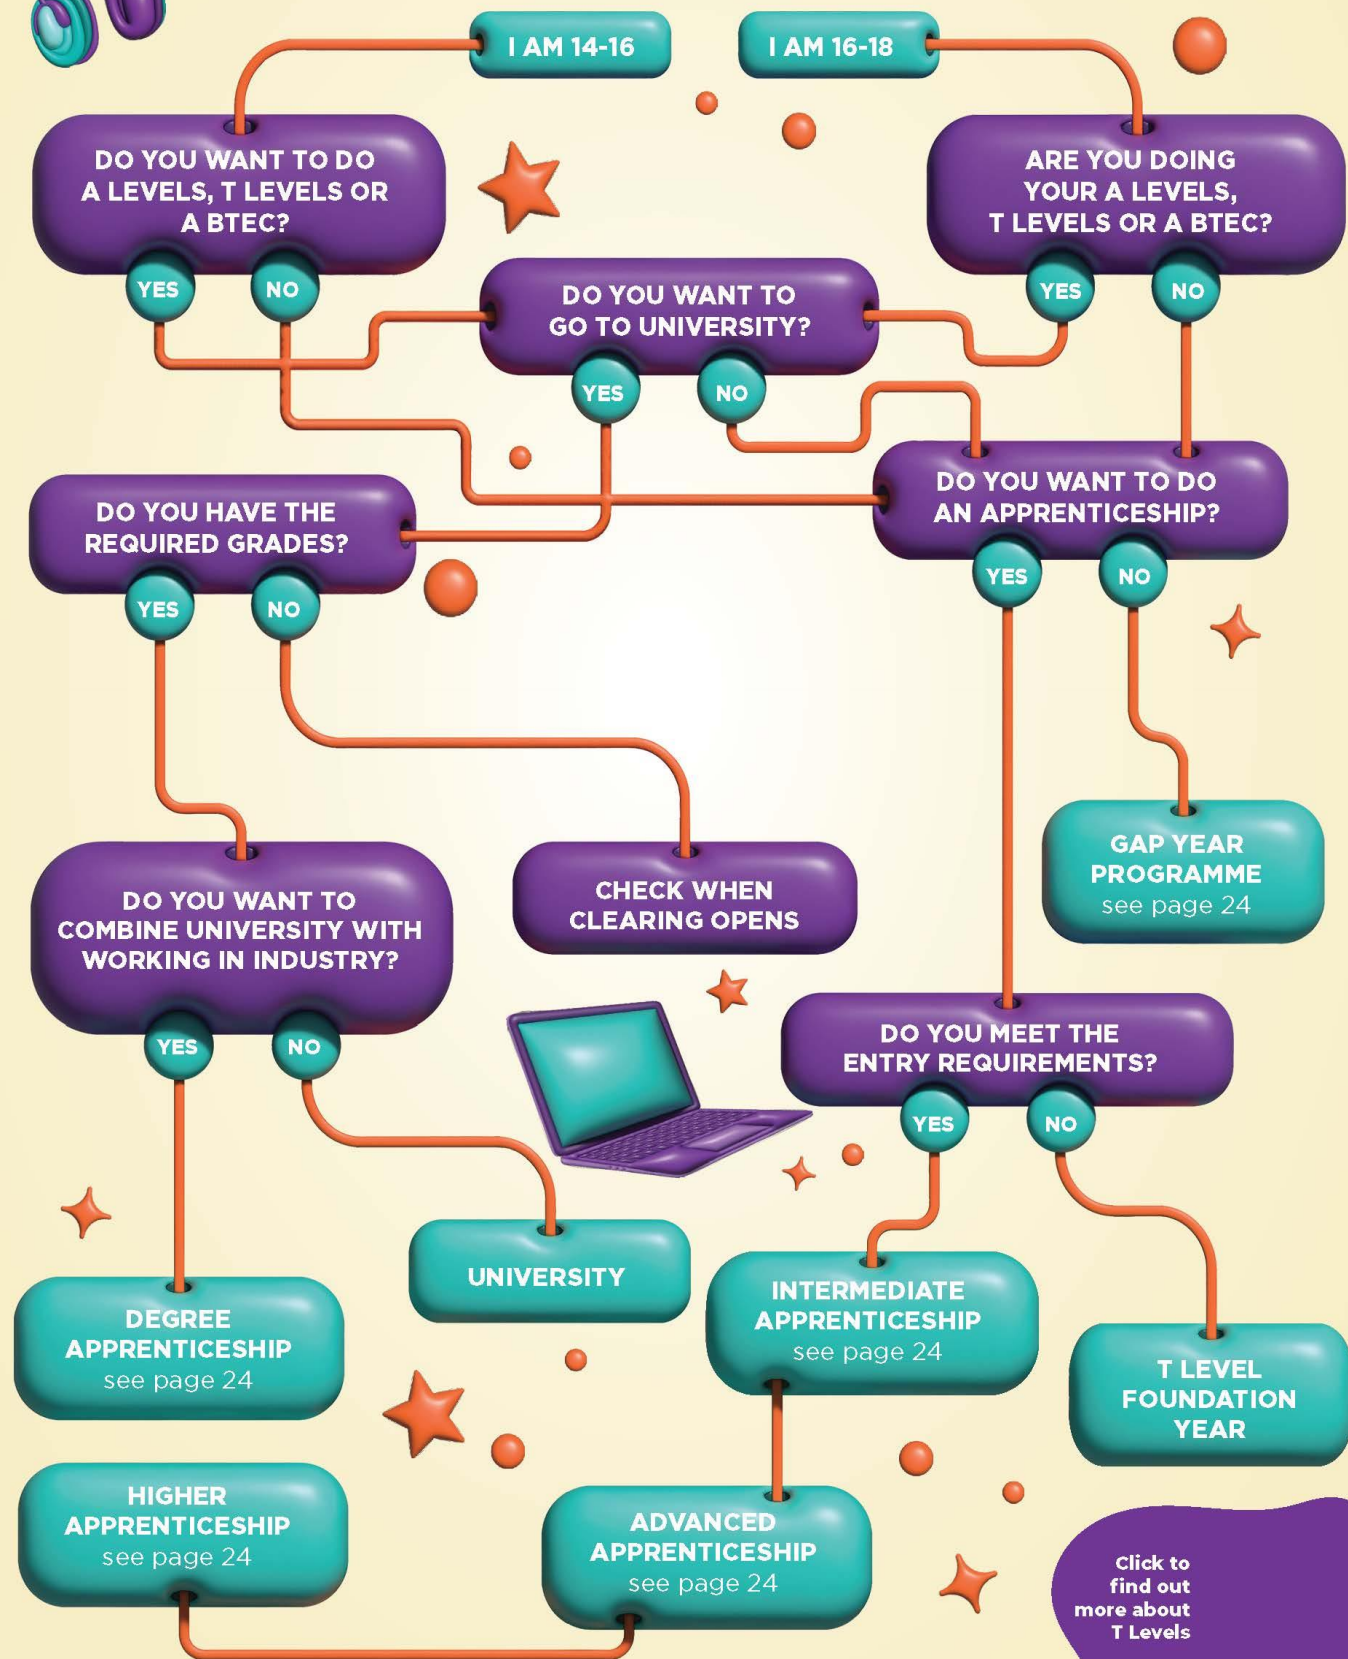 I AM 14-16
I AM 16-18
DO YOU WANT TO DO
A LEVELS, T LEVELS OR
A BTEC?
YES
NO
ARE YOU DOING
YOUR A LEVELS,
T LEVELS OR A BTEC?
YES
NO
DO YOU WANT TO
GO TO UNIVERSITY?
YES
NO
DO YOU HAVE THE
REQUIRED GRADES?
YES
NO
DO YOU WANT TO DO
AN APPRENTICESHIP?
YES
NO
GAP YEAR
PROGRAMME
see page 24
DO YOU WANT TO
COMBINE UNIVERSITY WITH
WORKING IN INDUSTRY?
YES
NO
CHECK WHEN
CLEARING OPENS
DO YOU MEET THE
ENTRY REQUIREMENTS?
YES
NO
UNIVERSITY
DEGREE
APPRENTICESHIP
see page 24
INTERMEDIATE
APPRENTICESHIP
see page 24
T LEVEL
FOUNDATION
YEAR
HIGHER
APPRENTICESHIP
see page 24
ADVANCED
APPRENTICESHIP
see page 24
Click to
find out
more about
T Levels